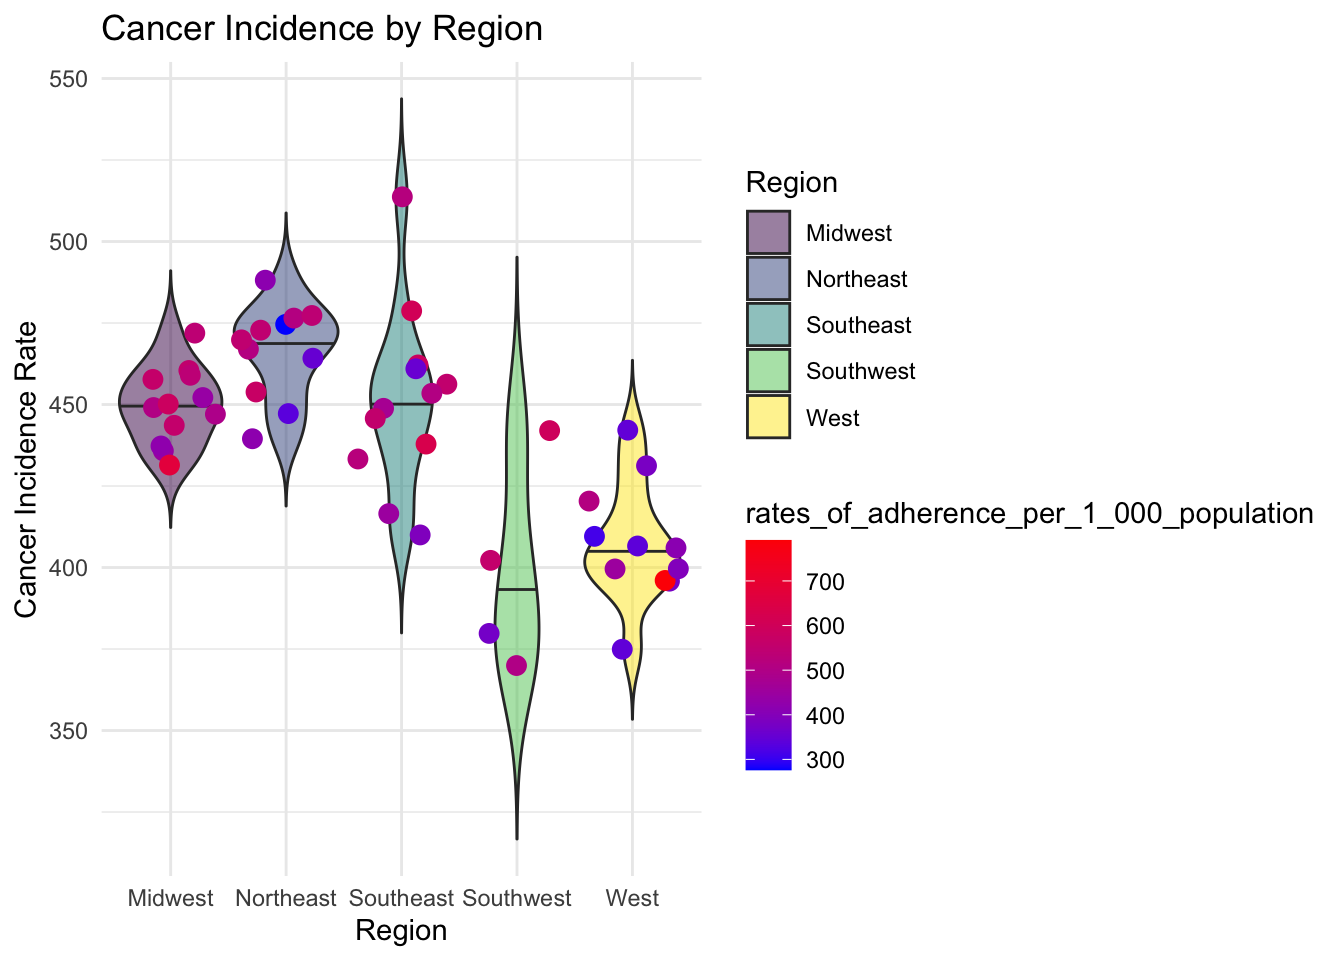 Cancer Incidence by Region
550
500
450
400
350
Cancer Incidence Rate
Midwest Northeast Southeast Southwest West
Region
Region
Midwest
Northeast
Southeast
Southwest
West
rates_of_adherence_per_1_000_population
700
600
500
400
300